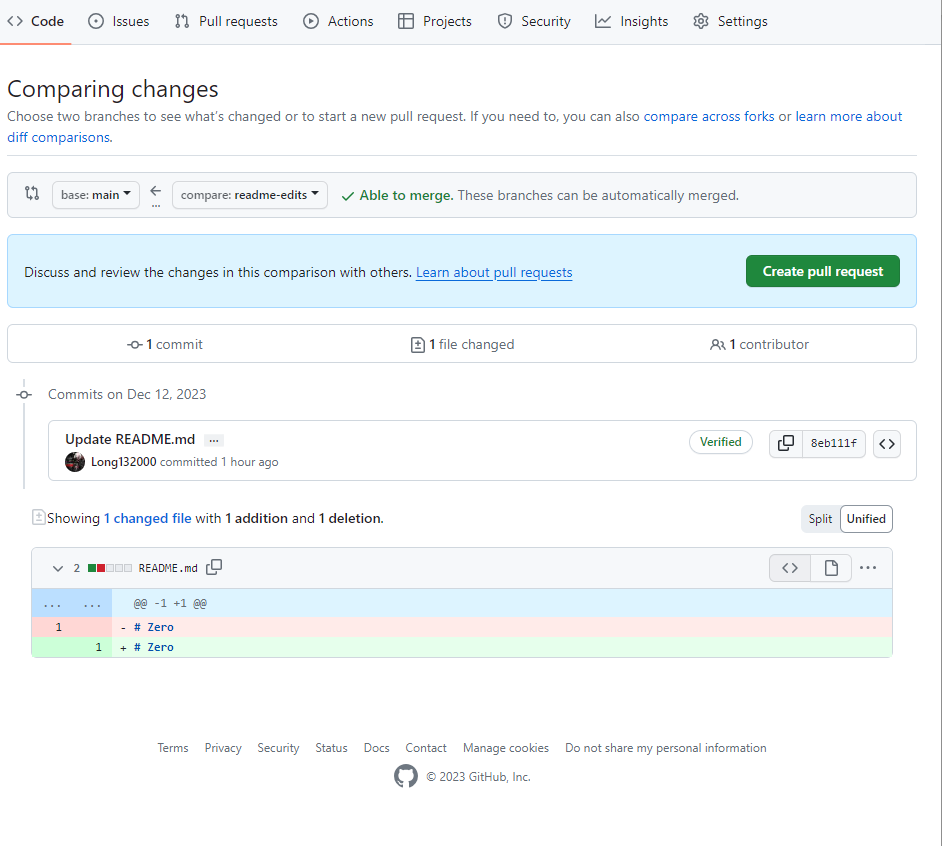 Code Issues Pull requests Actions Projects Security Insights Settings
Comparing changes
Choose two branches to see what's changed or to start a new pull request. If you need to, you can also compare across forks or learn more about
diff comparisons.
base: main ... compare: readme-edits Able to merge. These branches can be automatically merged.
Discuss and review the changes in this comparison with others. Learn about pull requests Create pull request
1 commit 1 file changed 1 contributor
Commits on Dec 12, 2023
Update README.md ... Verified 8eb111f
Long132000 committed 1 hour ago
Showing 1 changed file with 1 addition and 1 deletion. Split Unified
2 README.md ...
... ... @@ -1 +1 @@
1 - # Zero
1 + # Zero
Terms Privacy Security Status Docs Contact Manage cookies Do not share my personal information
© 2023 GitHub, Inc.